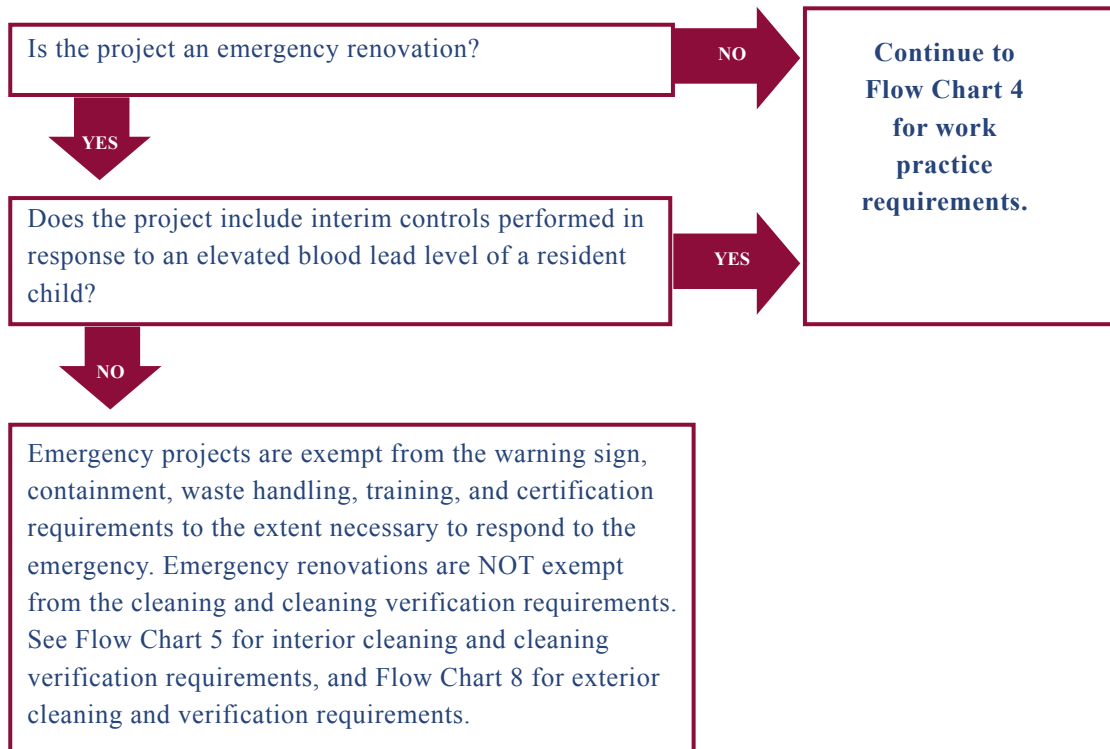 Is the project an emergency renovation?
NO
Continue to
Flow Chart 4
for work
practice
requirements.
YES
Does the project include interim controls performed in
response to an elevated blood lead level of a resident
child?
YES
NO
Emergency projects are exempt from the warning sign,
containment, waste handling, training, and certification
requirements to the extent necessary to respond to the
emergency. Emergency renovations are NOT exempt
from the cleaning and cleaning verification requirements.
See Flow Chart 5 for interior cleaning and cleaning
verification requirements, and Flow Chart 8 for exterior
cleaning and verification requirements.